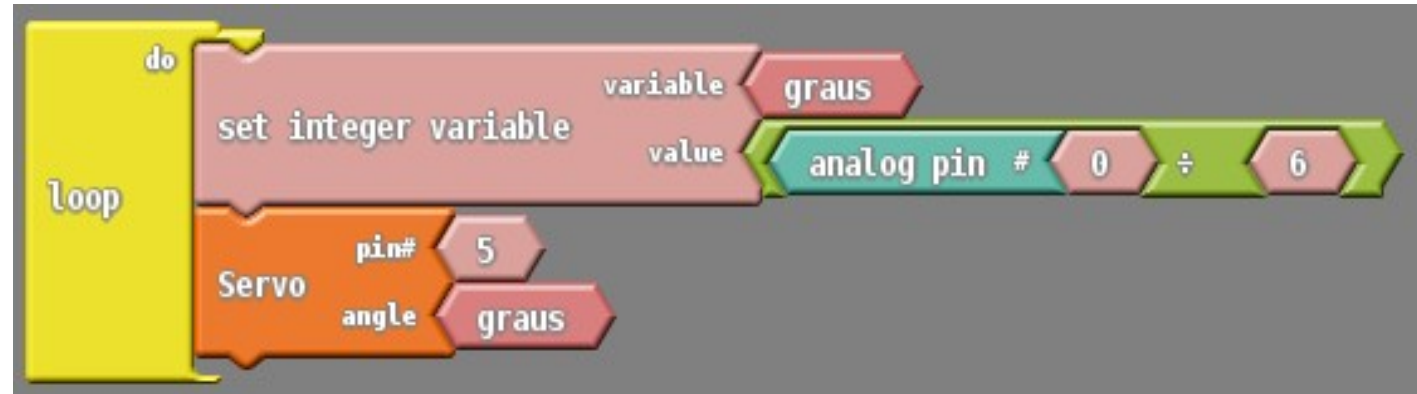 do
variable graus
set integer variable
value analog pin # 0 ÷ 6
loop
pin# 5
Servo
angle graus